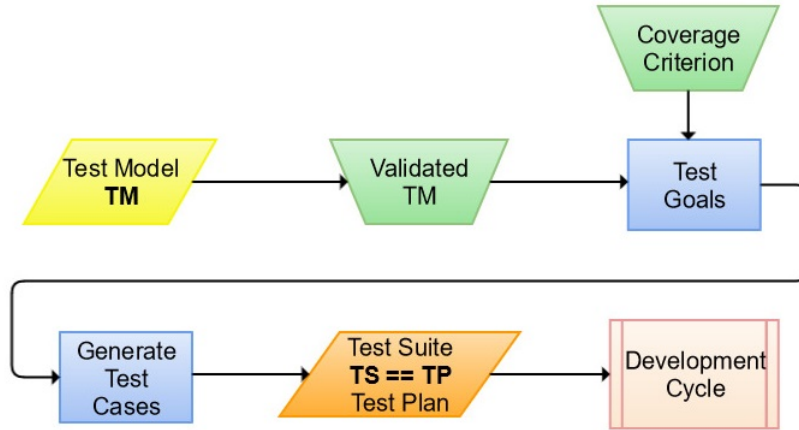 Coverage
Criterion
Test Model
TM
Validated
TM
Test
Goals
Generate
Test
Cases
Test Suite
TS == TP
Test Plan
Development
Cycle